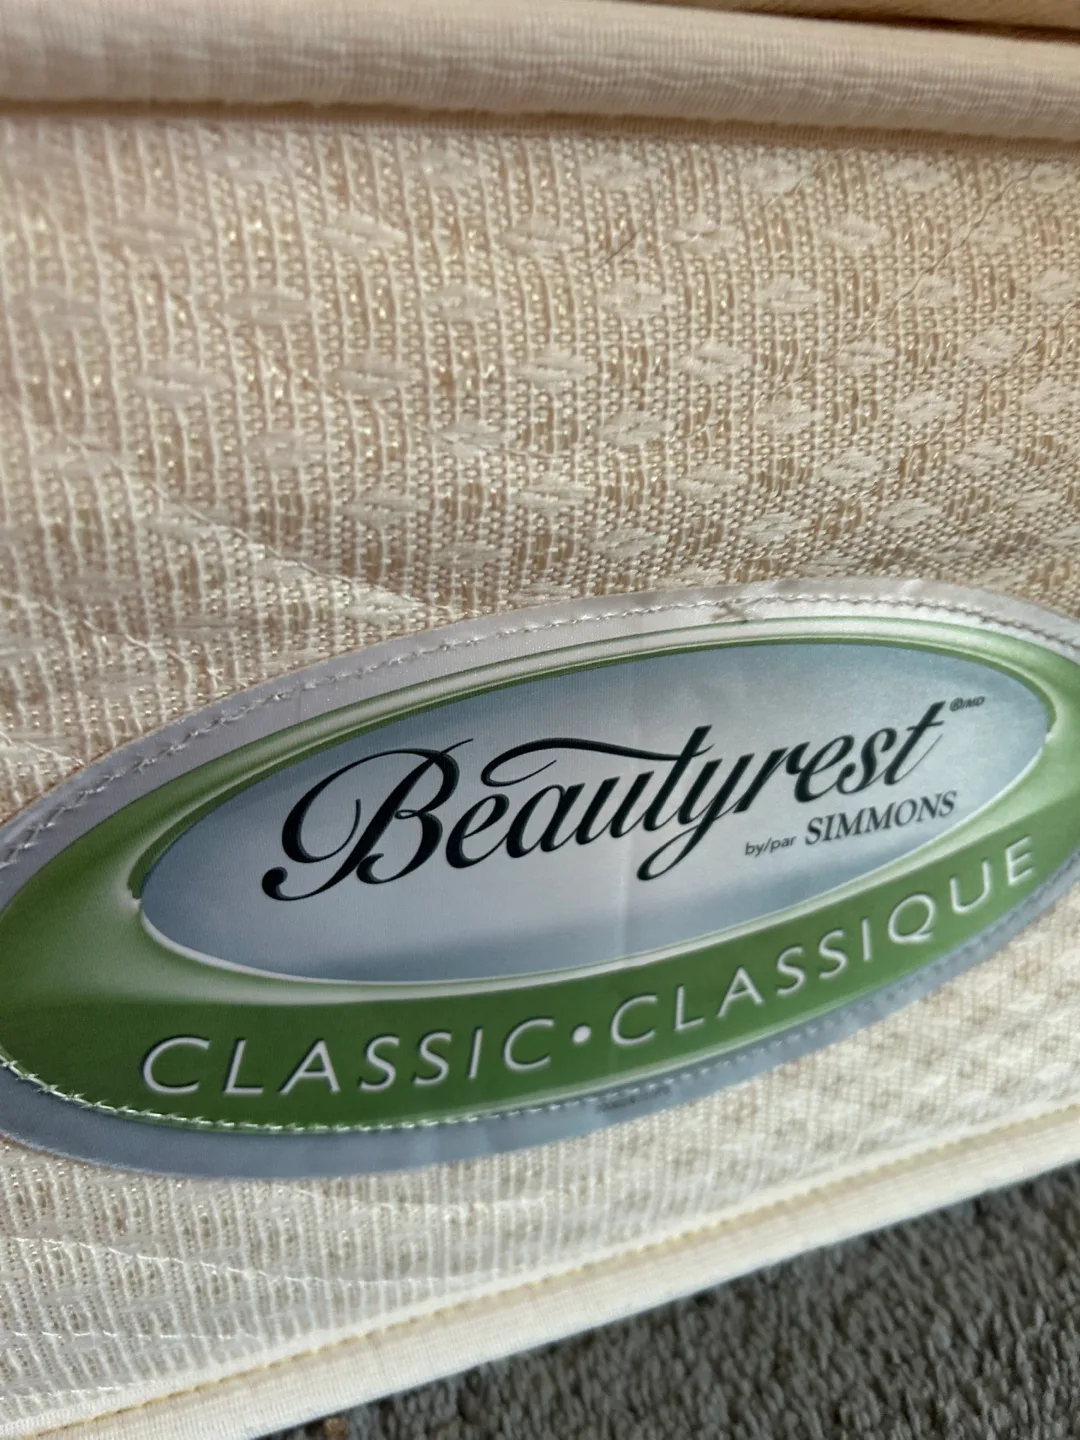 Beautyrest ®/MD
by/par SIMMONS
CLASSIC•CLASSIQUE